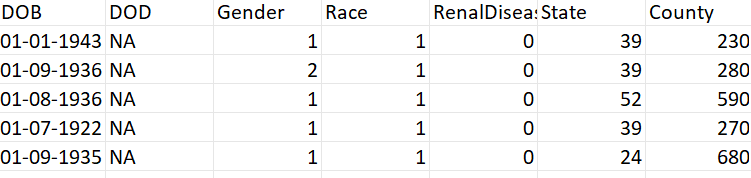 DOB DOD Gender Race RenalDiseas State County
01-01-1943 NA 1 1 0 39 230
01-09-1936 NA 2 1 0 39 280
01-08-1936 NA 1 1 0 52 590
01-07-1922 NA 1 1 0 39 270
01-09-1935 NA 1 1 0 24 680